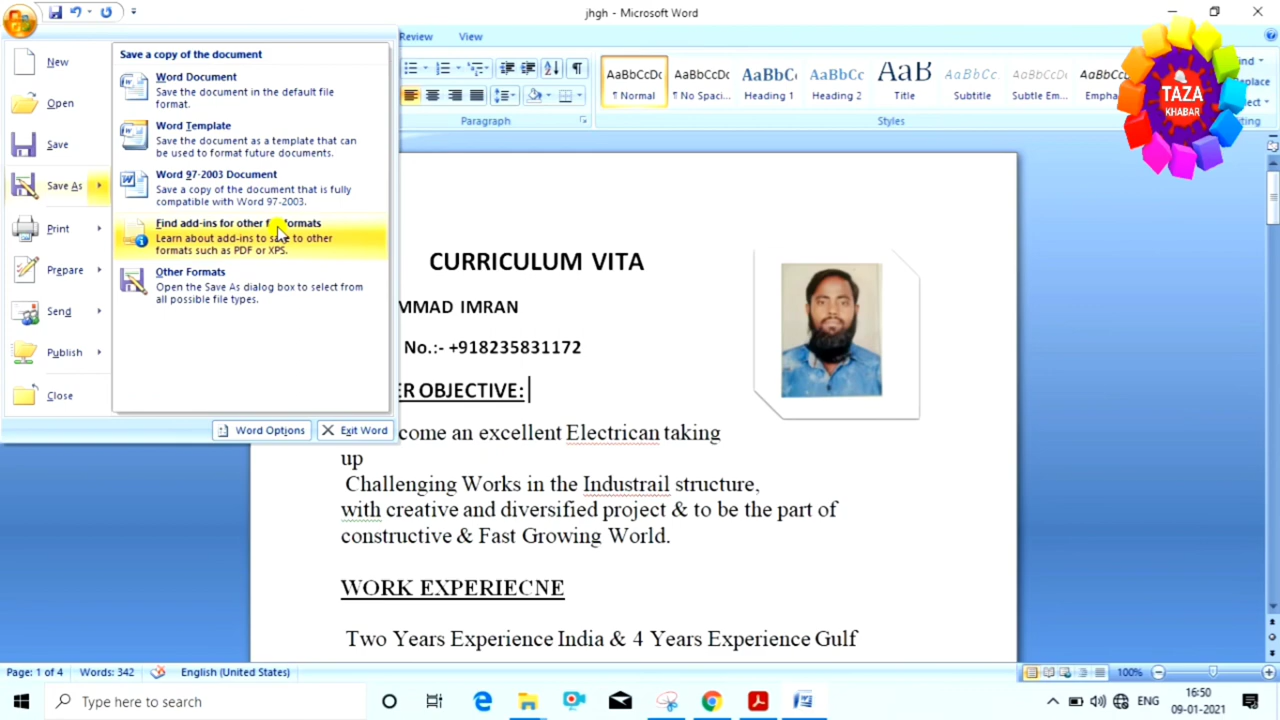 jhgh - Microsoft Word
Review View
New
Open
Save
Save As
Print
Prepare
Send
Publish
Close
Save a copy of the document
Word Document
Save the document in the default file
format.
Word Template
Save the document as a template that can
be used to format future documents.
Word 97-2003 Document
Save a copy of the document that is fully
compatible with Word 97-2003.
Find add-ins for other formats
Learn about add-ins to save to other
formats such as PDF or XPS.
Other Formats
Open the Save As dialog box to select from
all possible file types.
Word Options
Exit Word
Paragraph
AaBbCcDc AaBbCcDc AaBbCc AaBbCc AaB AaBbCc. AaBbCcDc
¶ Normal ¶ No Spaci... Heading 1 Heading 2 Title Subtitle Subtle Em...
Styles
TAZA
KHABAR
CURRICULUM VITA
MMAD IMRAN
No.:- +918235831172
ER OBJECTIVE:
come an excellent Electrican taking
up
Challenging Works in the Industrail structure,
with creative and diversified project & to be the part of
constructive & Fast Growing World.
WORK EXPERIECNE
Two Years Experience India & 4 Years Experience Gulf
Page: 1 of 4 Words: 342 English (United States) 100%
Type here to search
ENG
16:50
09-01-2021